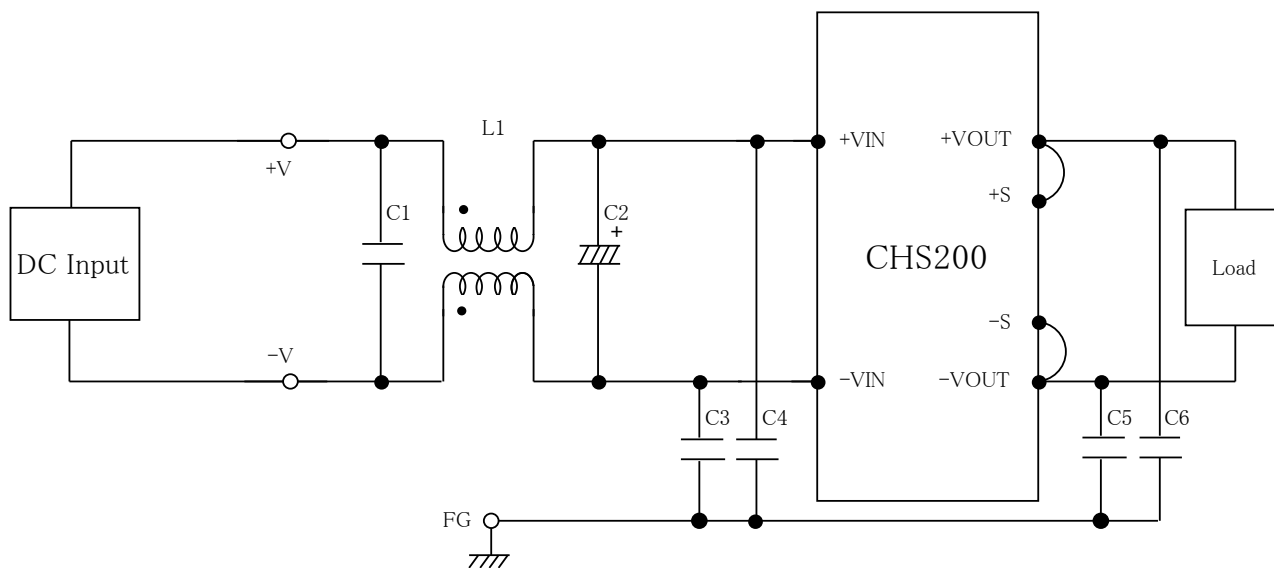 L1
+VIN
+VOUT
+V
+S
C1
C2
+
CHS200
DC Input
Load
−S
−V
−VIN
−VOUT
C3
C4
C5
C6
FG